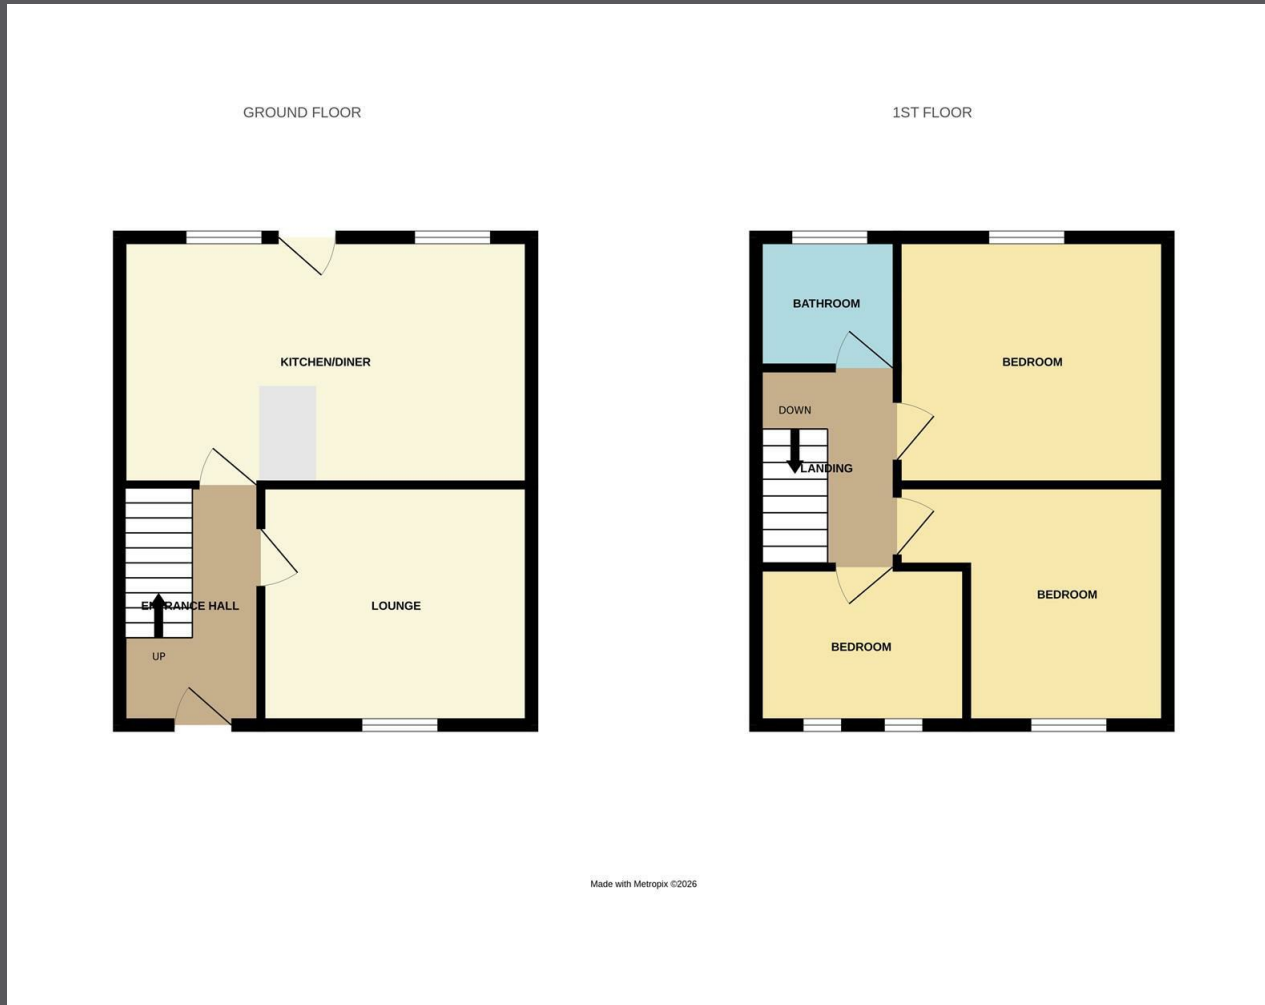 GROUND FLOOR
1ST FLOOR
KITCHEN/DINER
ENTRANCE HALL
UP
LOUNGE
BATHROOM
BEDROOM
DOWN
LANDING
BEDROOM
BEDROOM
Made with Metropix ©2026